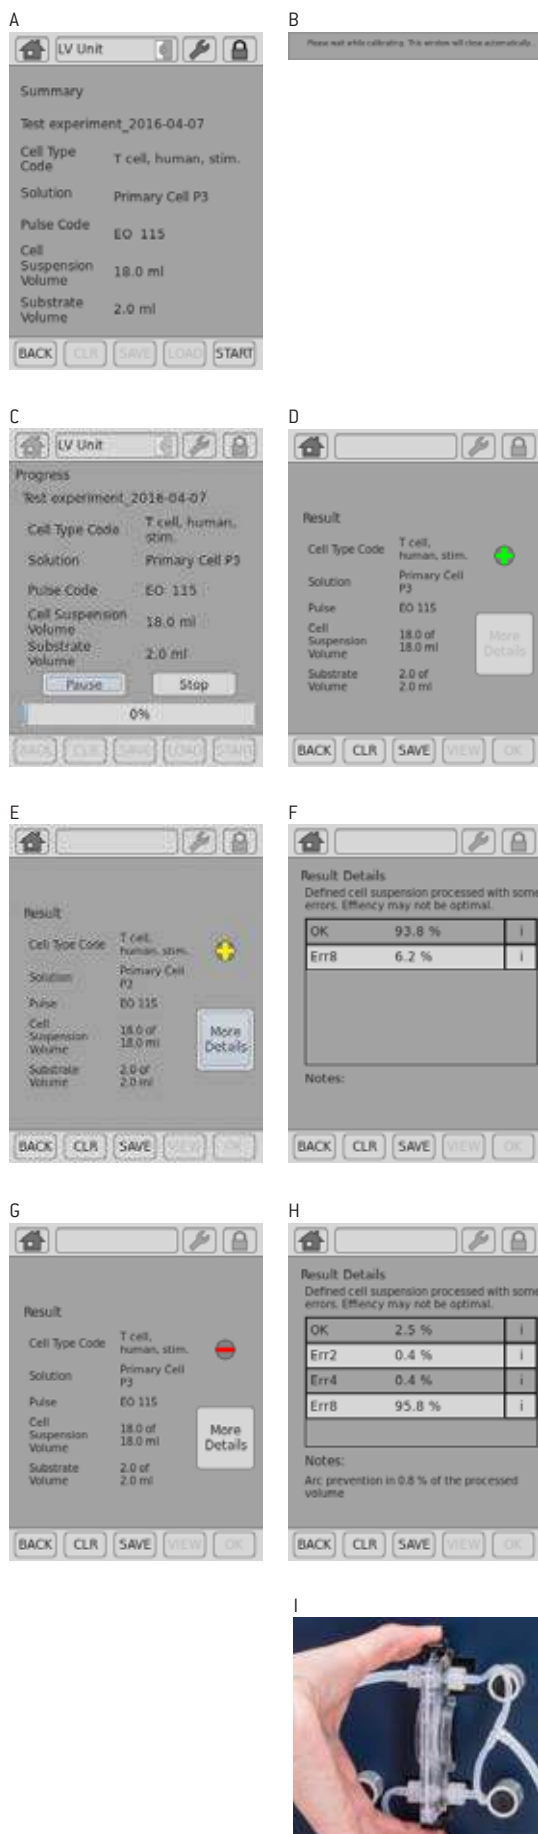 A
LV Unit
Summary
Test experiment_2016-04-07
Cell Type
Code
T cell, human, stim.
Solution
Primary Cell P3
Pulse Code
EO 115
Cell
Suspension
Volume
18.0 ml
Substrate
Volume
2.0 ml
BACK CLR SAVE LOAD START
B
Please wait while calibrating. This window will close automatically...
C
LV Unit
Progress
Test experiment_2016-04-07
Cell Type Code
T cell, human,
stim.
Solution
Primary Cell P3
Pulse Code
EO 115
Cell Suspension
Volume
18.0 ml
Substrate
Volume
2.0 ml
Pause Stop
0%
BACK CLR SAVE LOAD START
D
Result
Cell Type Code
T cell,
human, stim.
Solution
Primary Cell
P3
Pulse
EO 115
Cell
Suspension
Volume
18.0 of
18.0 ml
More
Details
Substrate
Volume
2.0 of
2.0 ml
BACK CLR SAVE VIEW OK
E
Result
Cell Type Code
T cell,
human, stim.
Solution
Primary Cell
Pulse
EO 115
Cell
Suspension
Volume
18.0 of
18.0 ml
More
Details
Substrate
Volume
2.0 of
2.0 ml
BACK CLR SAVE VIEW OK
F
Result Details
Defined cell suspension processed with some
errors. Effiency may not be optimal.
OK 93.8 % i
Err8 6.2 % i
Notes:
BACK CLR SAVE VIEW OK
G
Result
Cell Type Code
T cell,
human, stim.
Solution
Primary Cell
P3
Pulse
EO 115
Cell
Suspension
Volume
18.0 of
18.0 ml
More
Details
Substrate
Volume
2.0 of
2.0 ml
BACK CLR SAVE VIEW OK
H
Result Details
Defined cell suspension processed with some
errors. Effiency may not be optimal.
OK 2.5 % i
Err2 0.4 % i
Err4 0.4 %
Err8 95.8 % i
Notes:
Arc prevention in 0.8 % of the processed
volume
BACK CLR SAVE VIEW OK
I